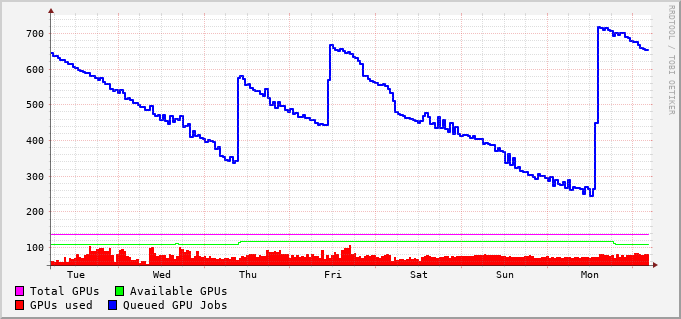 700
600
500
400
300
200
100
Tue Wed Thu Fri Sat Sun Mon
Total GPUs Available GPUs
GPUs used Queued GPU Jobs
RRDTOOL / TOBI OETIKER